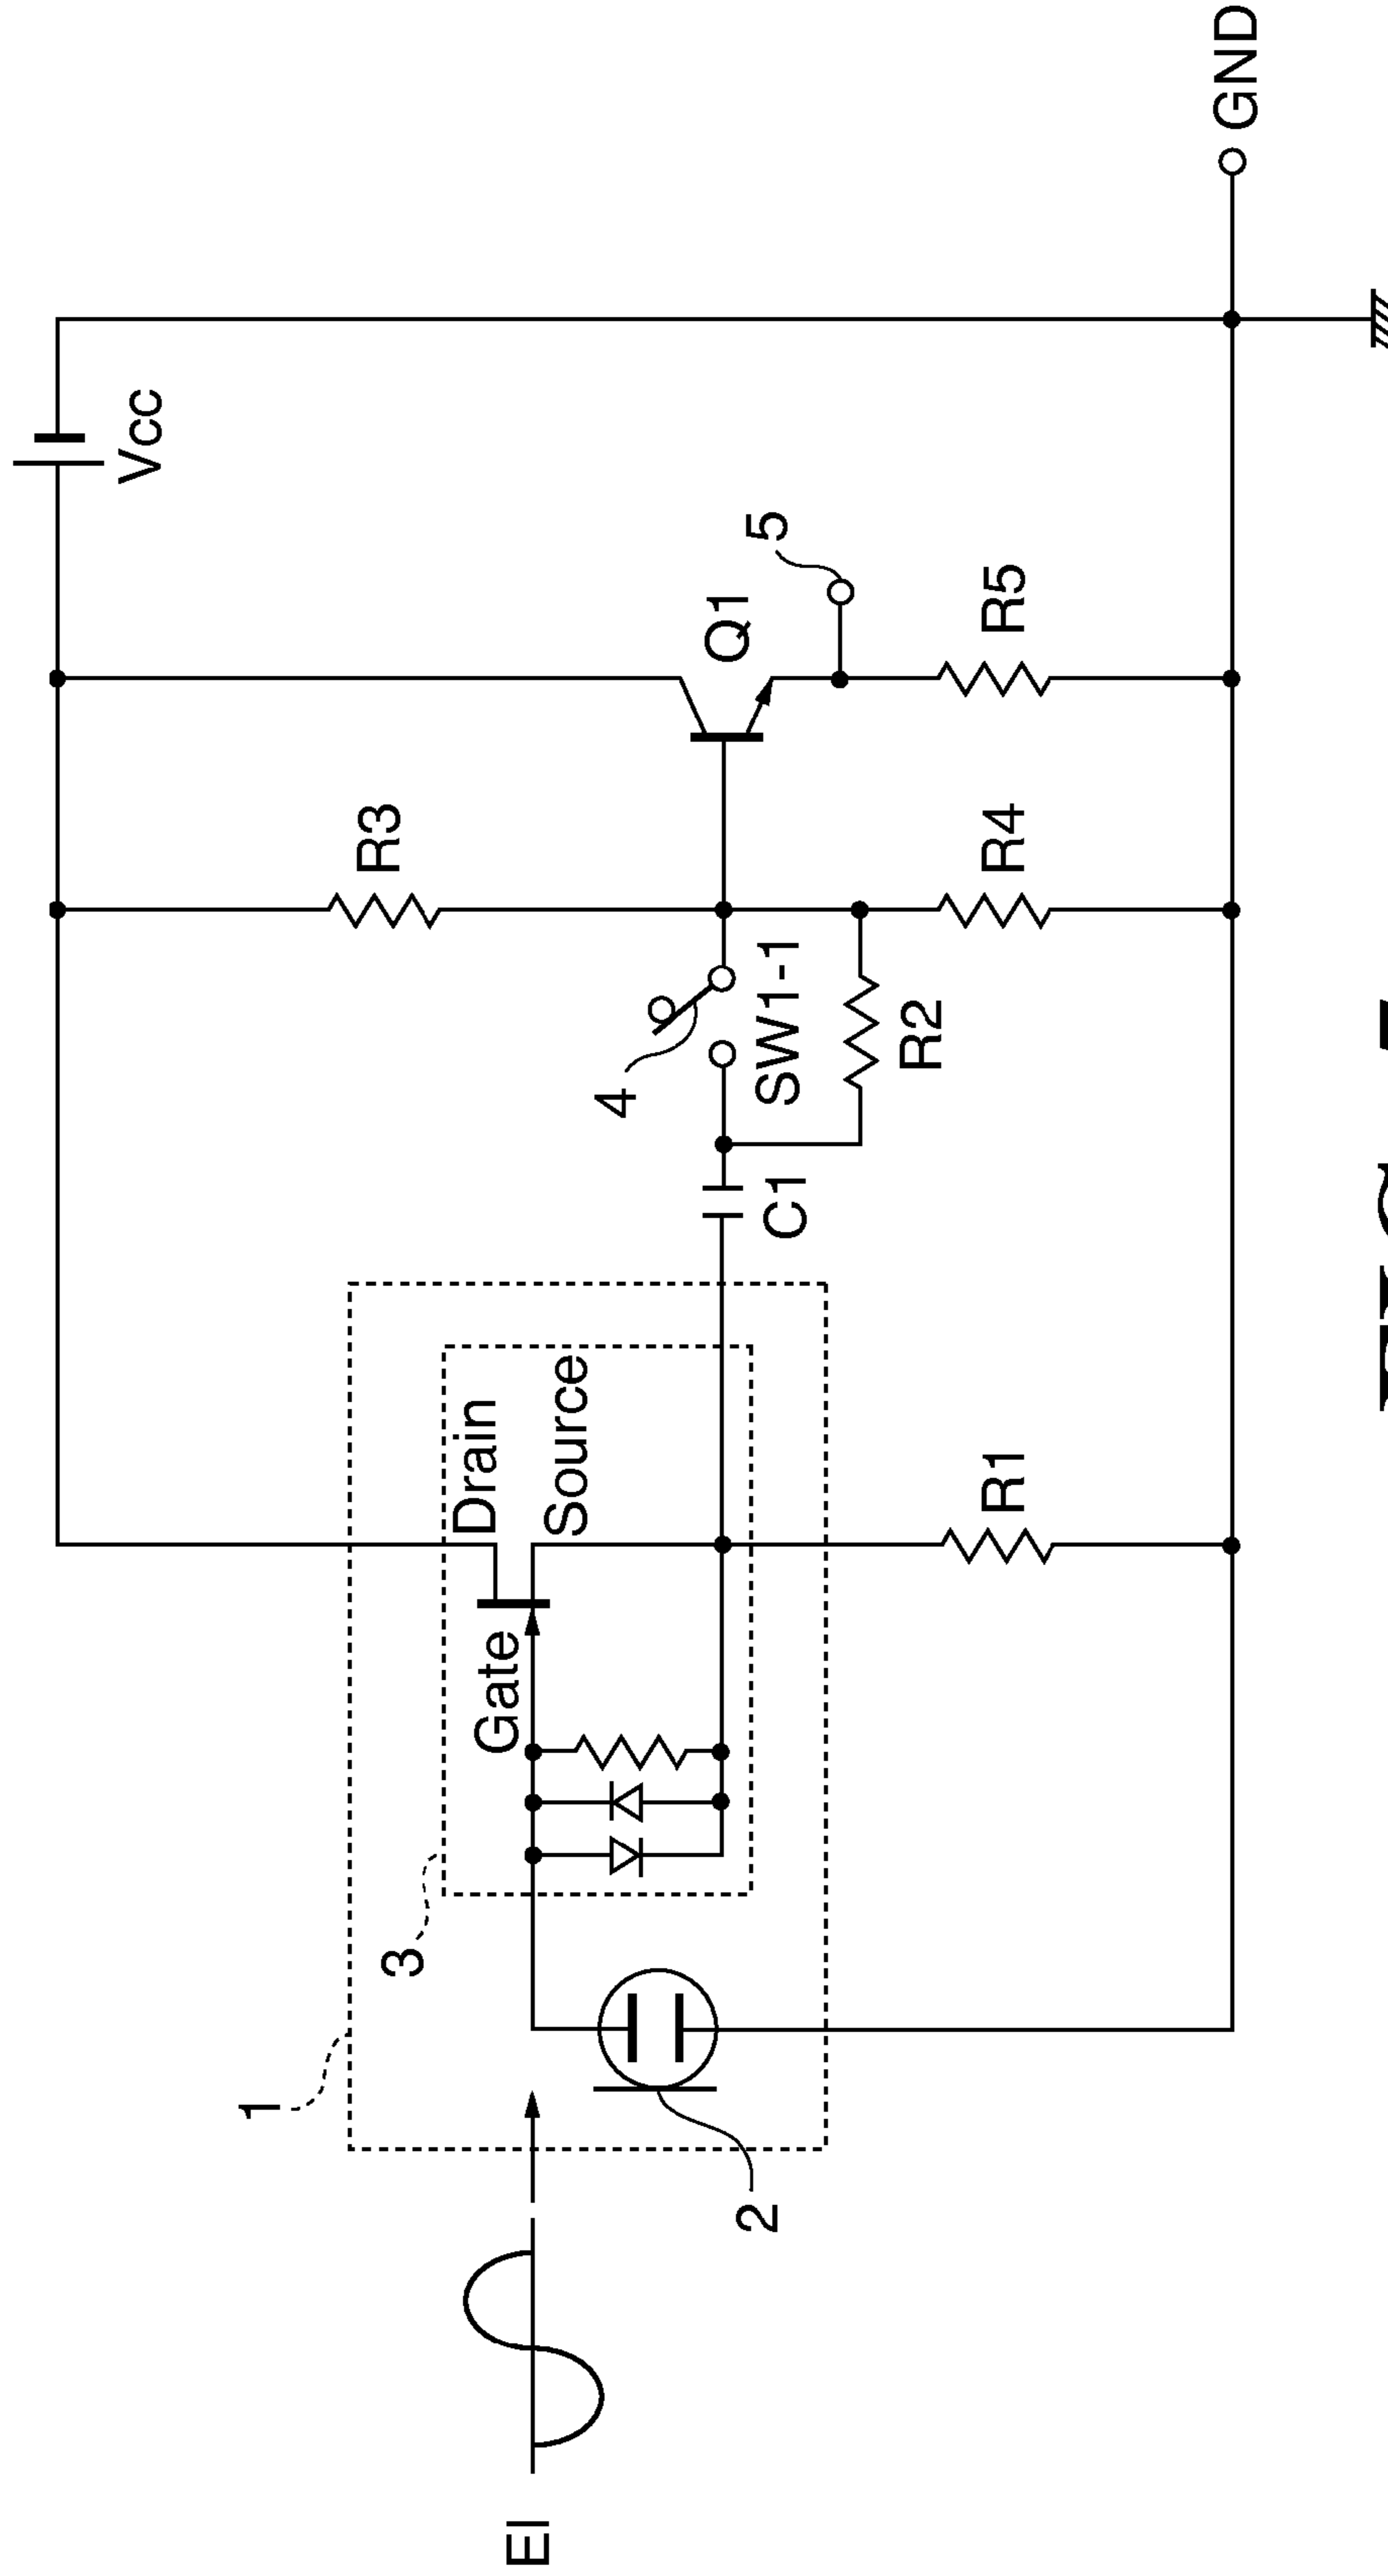 EI
1
2
3
Gate
Drain
Source
R1
C1
4
SW1-1
R2
R3
R4
Q1
5
R5
Vcc
GND